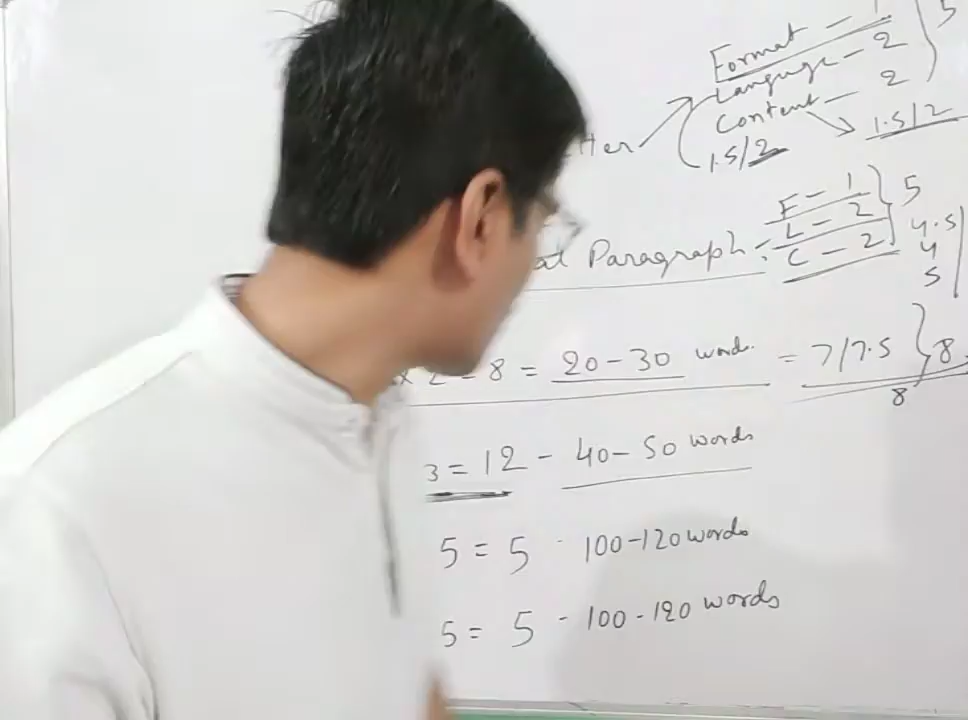 Format - 1
Language - 2
Content - 2
5
1.5/2
1.5/2
tter
F - 1
L - 2
C - 2
5
4.5
4
5
at Paragraph :
x 2 = 8 = 20-30 words = 7/7.5
8
8
3 = 12 - 40-50 words
5 = 5 - 100-120 words
5 = 5 - 100-120 words